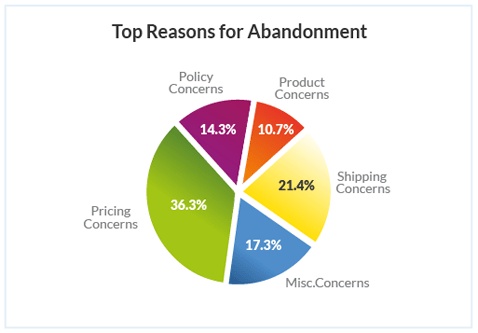 Top Reasons for Abandonment
Policy
Concerns
Product
Concerns
14.3%
10.7%
Shipping
Concerns
21.4%
36.3%
Pricing
Concerns
17.3%
Misc.Concerns